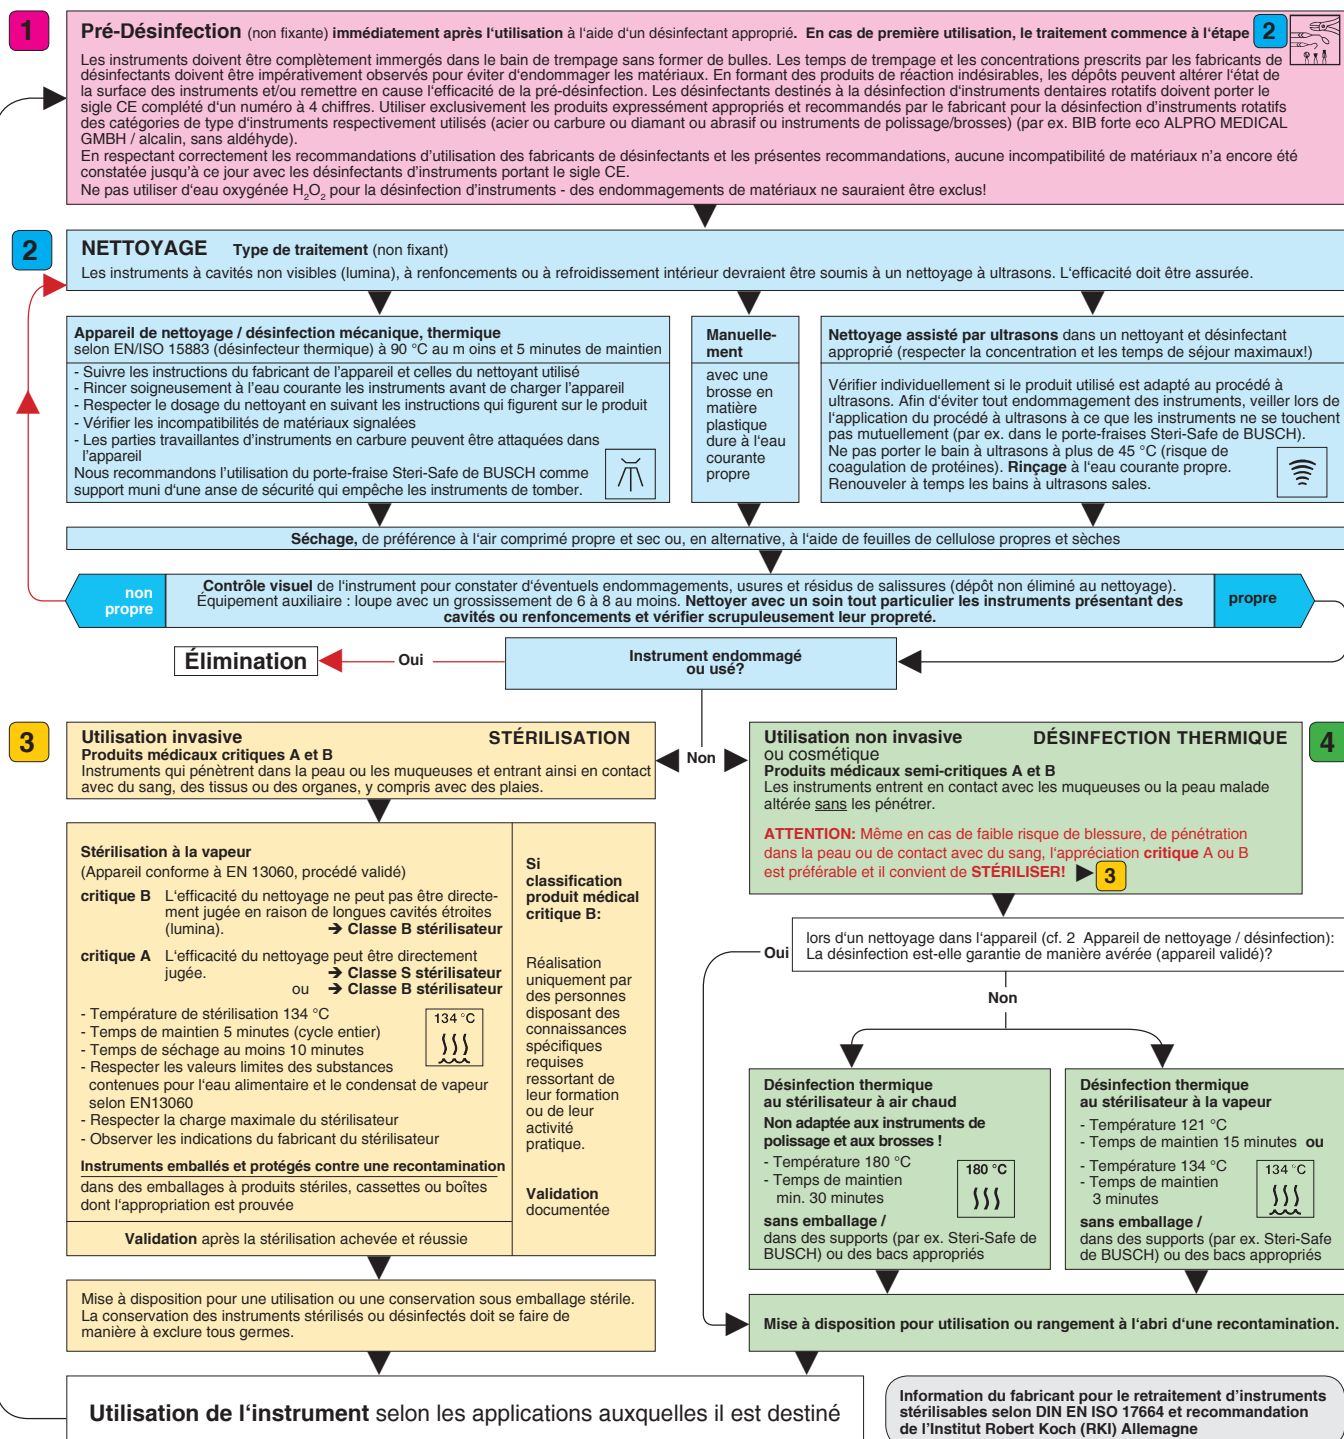 1
Pré-Désinfection (non fixante) immédiatement après l'utilisation à l'aide d'un désinfectant approprié. En cas de première utilisation, le traitement commence à l'étape 2
Les instruments doivent être complètement immergés dans le bain de trempage sans former de bulles. Les temps de trempage et les concentrations prescrits par les fabricants de
désinfectants doivent être impérativement observés pour éviter d'endommager les matériaux. En formant des produits de réaction indésirables, les dépôts peuvent altérer l'état de
la surface des instruments et/ou remettre en cause l'efficacité de la pré-désinfection. Les désinfectants destinés à la désinfection d'instruments dentaires rotatifs doivent porter le
sigle CE complété d'un numéro à 4 chiffres. Utiliser exclusivement les produits expressément appropriés et recommandés par le fabricant pour la désinfection d'instruments rotatifs
des catégories de type d'instruments respectivement utilisés (acier ou carbure ou diamant ou abrasif ou instruments de polissage/brosses) (par ex. BIB forte eco ALPRO MEDICAL
GMBH / alcalin, sans aldéhyde).
En respectant correctement les recommandations d'utilisation des fabricants de désinfectants et les présentes recommandations, aucune incompatibilité de matériaux n'a encore été
constatée jusqu'à ce jour avec les désinfectants d'instruments portant le sigle CE.
Ne pas utiliser d'eau oxygénée H2O2 pour la désinfection d'instruments - des endommagements de matériaux ne sauraient être exclus!
2
NETTOYAGE Type de traitement (non fixant)
Les instruments à cavités non visibles (lumina), à renfoncements ou à refroidissement intérieur devraient être soumis à un nettoyage à ultrasons. L'efficacité doit être assurée.
Appareil de nettoyage / désinfection mécanique, thermique
selon EN/ISO 15883 (désinfecteur thermique) à 90 °C au m oins et 5 minutes de maintien
- Suivre les instructions du fabricant de l'appareil et celles du nettoyant utilisé
- Rincer soigneusement à l'eau courante les instruments avant de charger l'appareil
- Respecter le dosage du nettoyant en suivant les instructions qui figurent sur le produit
- Vérifier les incompatibilités de matériaux signalées
- Les parties travaillantes d'instruments en carbure peuvent être attaquées dans
l'appareil
Nous recommandons l'utilisation du porte-fraise Steri-Safe de BUSCH comme
support muni d'une anse de sécurité qui empêche les instruments de tomber.
Manuelle-
ment
avec une
brosse en
matière
plastique
dure à l'eau
courante
propre
Nettoyage assisté par ultrasons dans un nettoyant et désinfectant
approprié (respecter la concentration et les temps de séjour maximaux!)
Vérifier individuellement si le produit utilisé est adapté au procédé à
ultrasons. Afin d'éviter tout endommagement des instruments, veiller lors de
l'application du procédé à ultrasons à ce que les instruments ne se touchent
pas mutuellement (par ex. dans le porte-fraises Steri-Safe de BUSCH).
Ne pas porter le bain à ultrasons à plus de 45 °C (risque de
coagulation de protéines). Rinçage à l'eau courante propre.
Renouveler à temps les bains à ultrasons sales.
Séchage, de préférence à l'air comprimé propre et sec ou, en alternative, à l'aide de feuilles de cellulose propres et sèches
non
propre
Contrôle visuel de l'instrument pour constater d'éventuels endommagements, usures et résidus de salissures (dépôt non éliminé au nettoyage).
Équipement auxiliaire : loupe avec un grossissement de 6 à 8 au moins. Nettoyer avec un soin tout particulier les instruments présentant des
cavités ou renfoncements et vérifier scrupuleusement leur propreté.
propre
Élimination
Oui
Instrument endommagé
ou usé?
Non
3
Utilisation invasive STÉRILISATION
Produits médicaux critiques A et B
Instruments qui pénètrent dans la peau ou les muqueuses et entrant ainsi en contact
avec du sang, des tissus ou des organes, y compris avec des plaies.
Stérilisation à la vapeur
(Appareil conforme à EN 13060, procédé validé)
critique B L'efficacité du nettoyage ne peut pas être directe-
ment jugée en raison de longues cavités étroites
(lumina). ➔ Classe B stérilisateur
critique A L'efficacité du nettoyage peut être directement
jugée. ➔ Classe S stérilisateur
ou ➔ Classe B stérilisateur
- Température de stérilisation 134 °C
- Temps de maintien 5 minutes (cycle entier)
- Temps de séchage au moins 10 minutes
- Respecter les valeurs limites des substances
contenues pour l'eau alimentaire et le condensat de vapeur
selon EN13060
- Respecter la charge maximale du stérilisateur
- Observer les indications du fabricant du stérilisateur
134 °C
Instruments emballés et protégés contre une recontamination
dans des emballages à produits stériles, cassettes ou boîtes
dont l'appropriation est prouvée
Validation après la stérilisation achevée et réussie
Si
classification
produit médical
critique B:
Réalisation
uniquement par
des personnes
disposant des
connaissances
spécifiques
requises
ressortant de
leur formation
ou de leur
activité
pratique.
Validation
documentée
Mise à disposition pour une utilisation ou une conservation sous emballage stérile.
La conservation des instruments stérilisés ou désinfectés doit se faire de
manière à exclure tous germes.
4
Utilisation non invasive DÉSINFECTION THERMIQUE
ou cosmétique
Produits médicaux semi-critiques A et B
Les instruments entrent en contact avec les muqueuses ou la peau malade
altérée sans les pénétrer.
ATTENTION: Même en cas de faible risque de blessure, de pénétration
dans la peau ou de contact avec du sang, l'appréciation critique A ou B
est préférable et il convient de STÉRILISER! 3
Oui
lors d'un nettoyage dans l'appareil (cf. 2 Appareil de nettoyage / désinfection):
La désinfection est-elle garantie de manière avérée (appareil validé)?
Non
Désinfection thermique
au stérilisateur à air chaud
Non adaptée aux instruments de
polissage et aux brosses !
- Température 180 °C
- Temps de maintien
min. 30 minutes
180 °C
sans emballage /
dans des supports (par ex. Steri-Safe de
BUSCH) ou des bacs appropriés
Désinfection thermique
au stérilisateur à la vapeur
- Température 121 °C
- Temps de maintien 15 minutes ou
- Température 134 °C
- Temps de maintien
3 minutes
134 °C
sans emballage /
dans des supports (par ex. Steri-Safe
de BUSCH) ou des bacs appropriés
Mise à disposition pour utilisation ou rangement à l'abri d'une recontamination.
Utilisation de l'instrument selon les applications auxquelles il est destiné
Information du fabricant pour le retraitement d'instruments
stérilisables selon DIN EN ISO 17664 et recommandation
de l'Institut Robert Koch (RKI) Allemagne